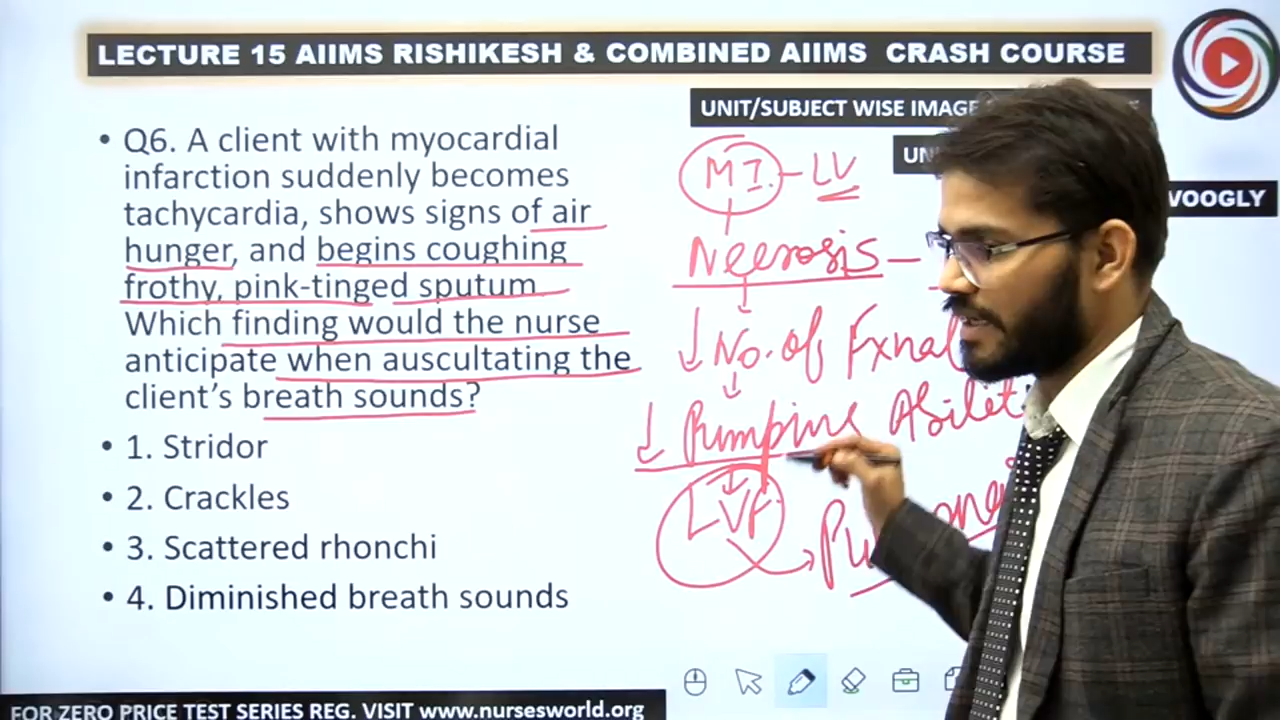 LECTURE 15 AIIMS RISHIKESH & COMBINED AIIMS CRASH COURSE
UNIT/SUBJECT WISE IMAGE
VOOGLY
• Q6. A client with myocardial
infarction suddenly becomes
tachycardia, shows signs of air
hunger, and begins coughing
frothy, pink-tinged sputum
Which finding would the nurse
anticipate when auscultating the
client’s breath sounds?
• 1. Stridor
• 2. Crackles
• 3. Scattered rhonchi
• 4. Diminished breath sounds
MI - LV
Necrosis -
↓ No. of Fxnal
↓ Pumping
LVF
FOR ZERO PRICE TEST SERIES REG. VISIT www.nursesworld.org